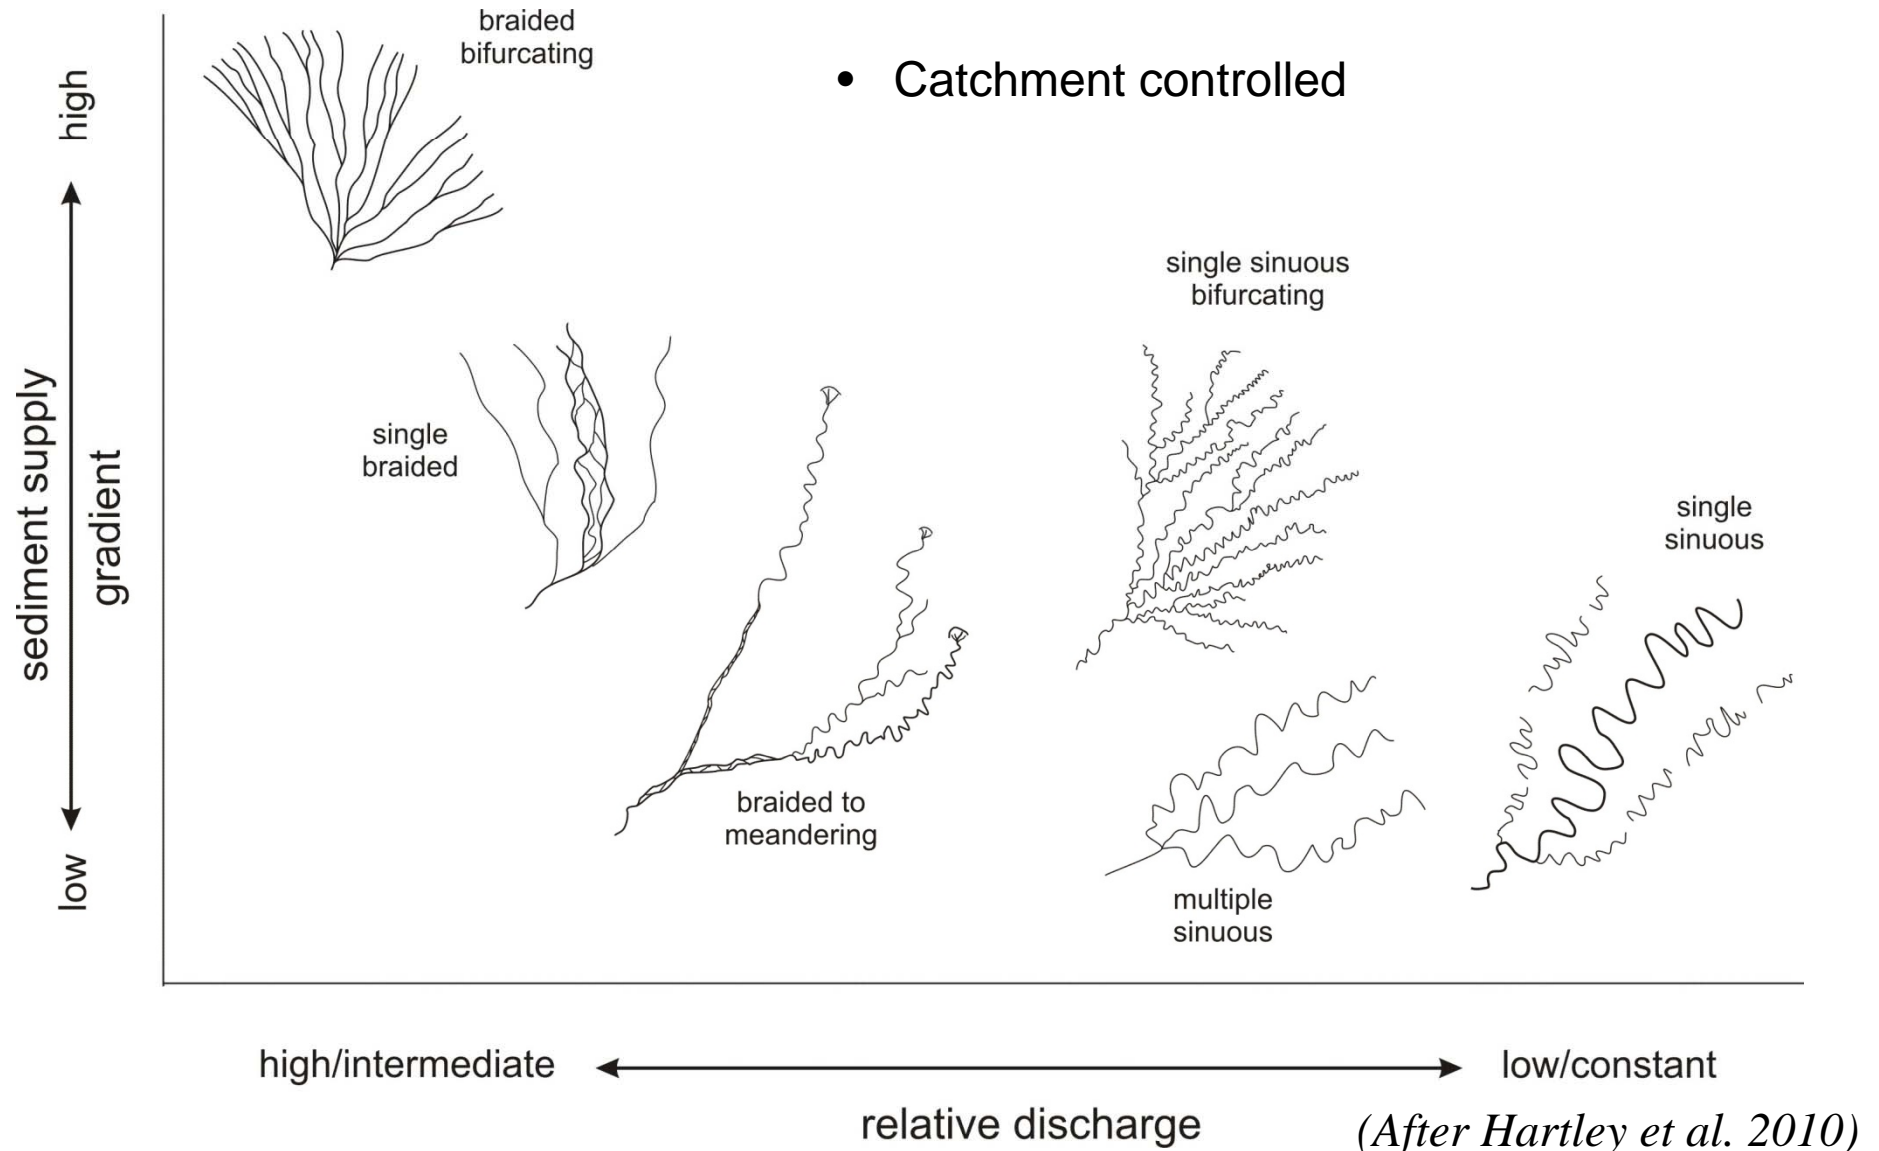 braided
bifurcating
• Catchment controlled
high
sediment supply
gradient
low
single sinuous
bifurcating
single
braided
single
sinuous
braided to
meandering
multiple
sinuous
high/intermediate
low/constant
relative discharge
(After Hartley et al. 2010)